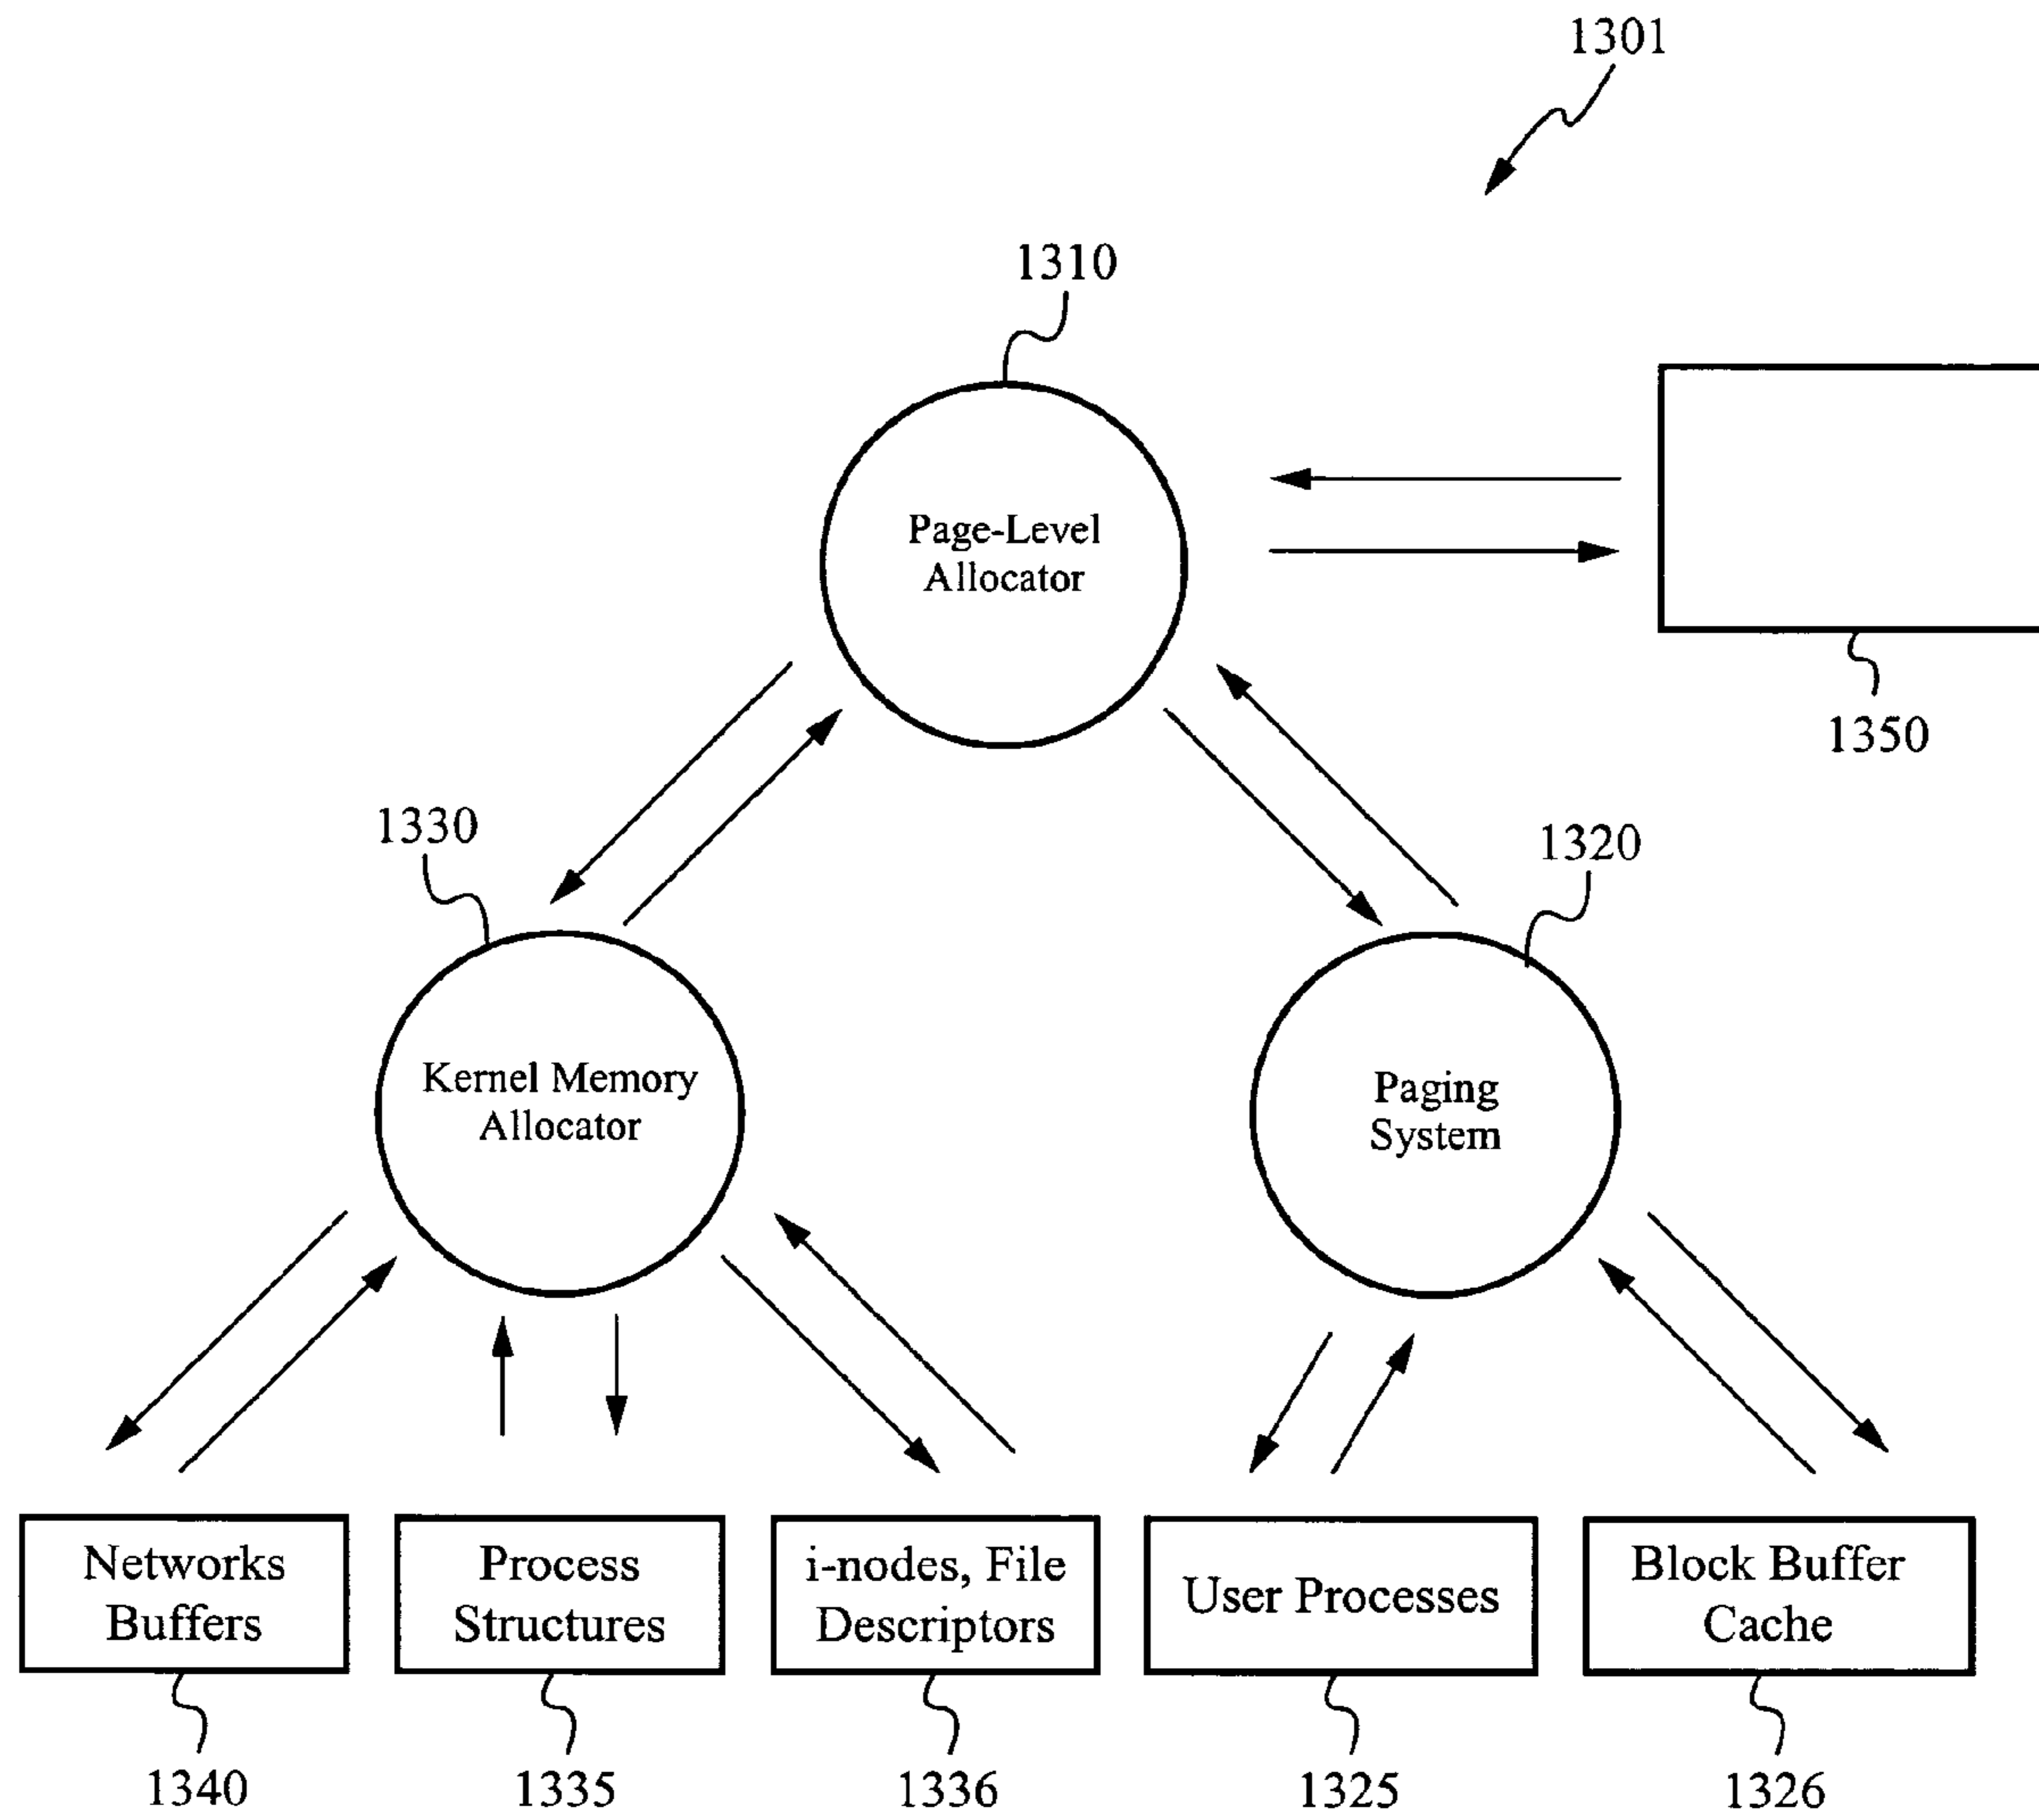 1301
1310
Page-Level
Allocator
1350
1330
1320
Kernel Memory
Allocator
Paging
System
Networks
Buffers
Process
Structures
i-nodes, File
Descriptors
User Processes
Block Buffer
Cache
1340
1335
1336
1325
1326